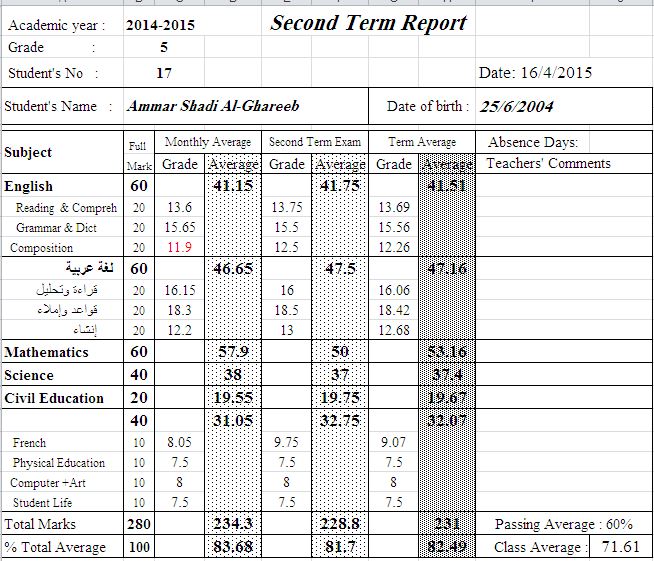 Academic year : 2014-2015 Second Term Report
Grade : 5
Student's No : 17 Date: 16/4/2015
Student's Name : Ammar Shadi Al-Ghareeb Date of birth : 25/6/2004
Subject Full Mark Monthly Average Second Term Exam Term Average Absence Days:
Grade Average Grade Average Grade Average Teachers' Comments
English 60 41.15 41.75 41.51
Reading & Compreh 20 13.6 13.75 13.69
Grammar & Dict 20 15.65 15.5 15.56
Composition 20 11.9 12.5 12.26
لغة عربية 60 46.65 47.5 47.16
قراءة وتحليل 20 16.15 16 16.06
قواعد وإملاء 20 18.3 18.5 18.42
إنشاء 20 12.2 13 12.68
Mathematics 60 57.9 50 53.16
Science 40 38 37 37.4
Civil Education 20 19.55 19.75 19.67
40 31.05 32.75 32.07
French 10 8.05 9.75 9.07
Physical Education 10 7.5 7.5 7.5
Computer +Art 10 8 8 8
Student Life 10 7.5 7.5 7.5
Total Marks 280 234.3 228.8 231 Passing Average : 60%
% Total Average 100 83.68 81.7 82.49 Class Average : 71.61